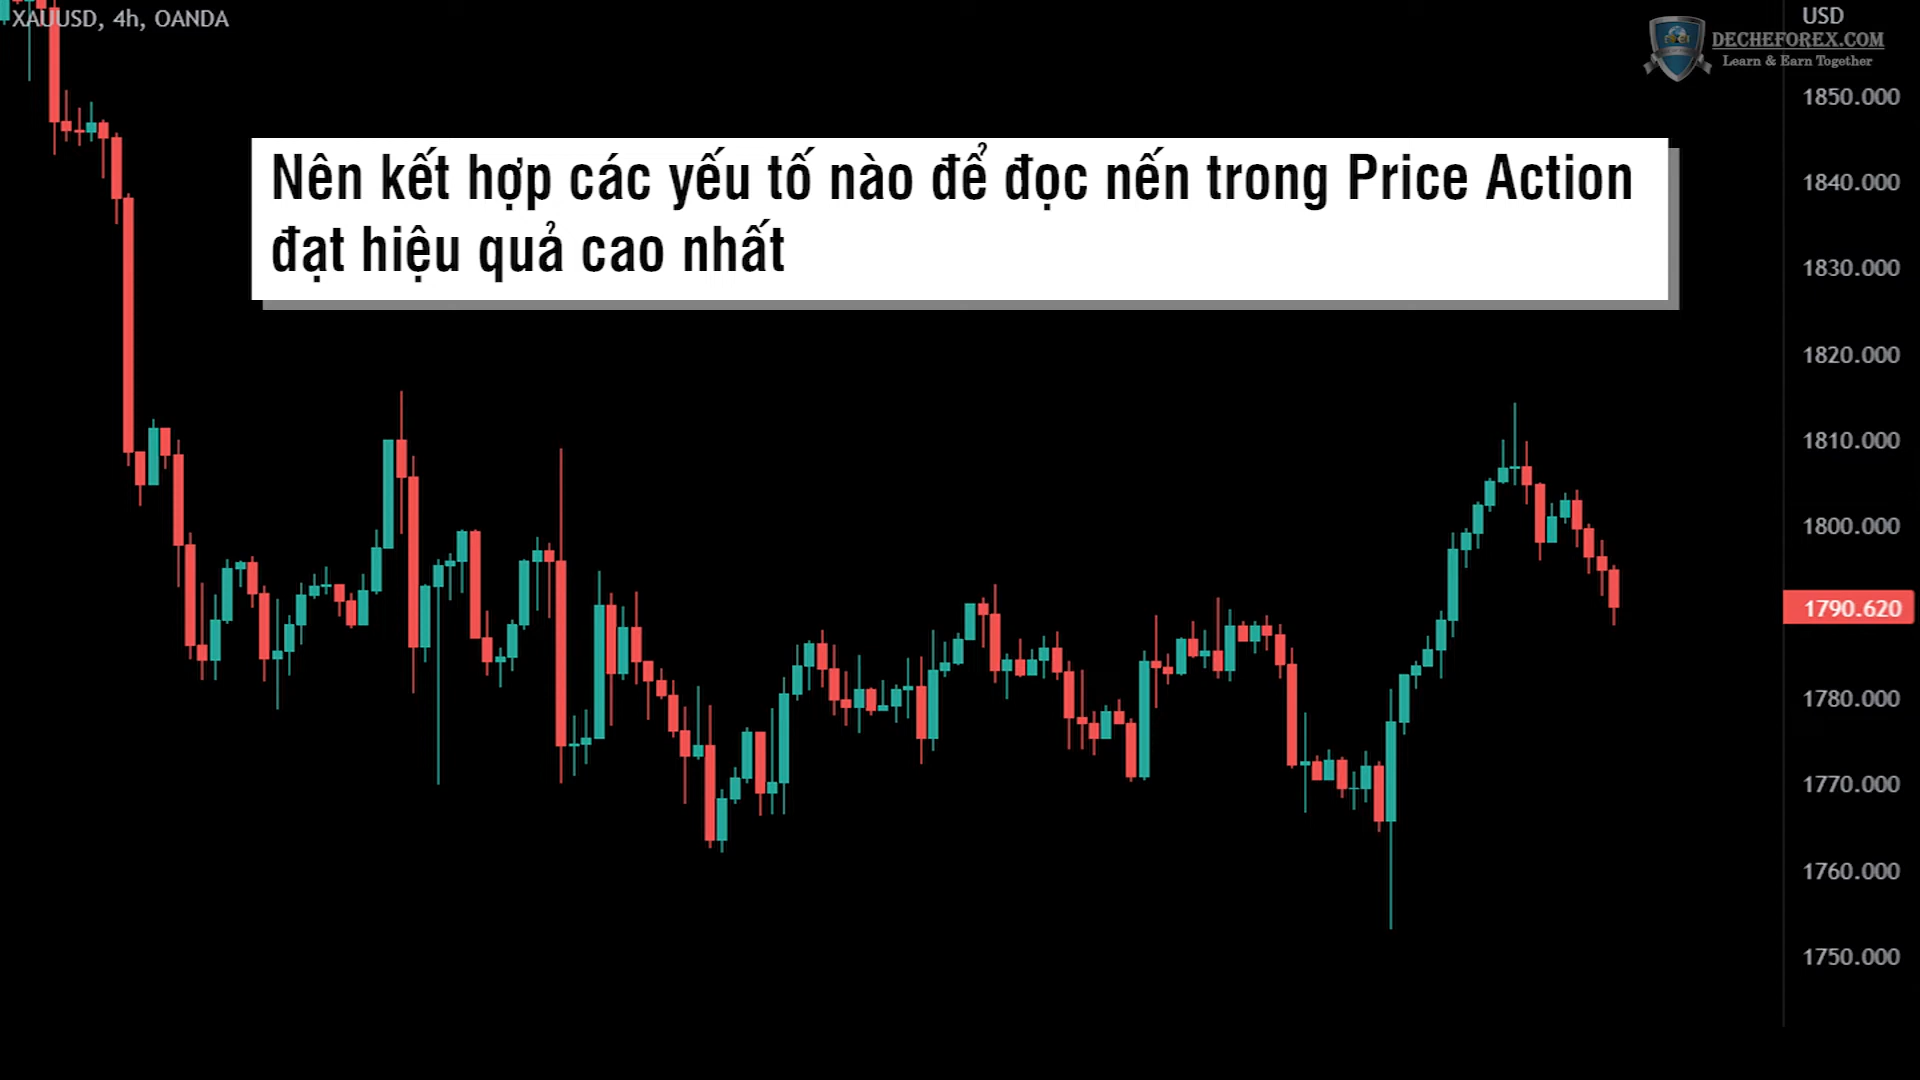 XAUUSD, 4h, OANDA
USD
DECHEFOREX.COM
Learn & Earn Together
1850.000
Nên kết hợp các yếu tố nào để đọc nến trong Price Action
đạt hiệu quả cao nhất
1840.000
1830.000
1820.000
1810.000
1800.000
1790.620
1780.000
1770.000
1760.000
1750.000